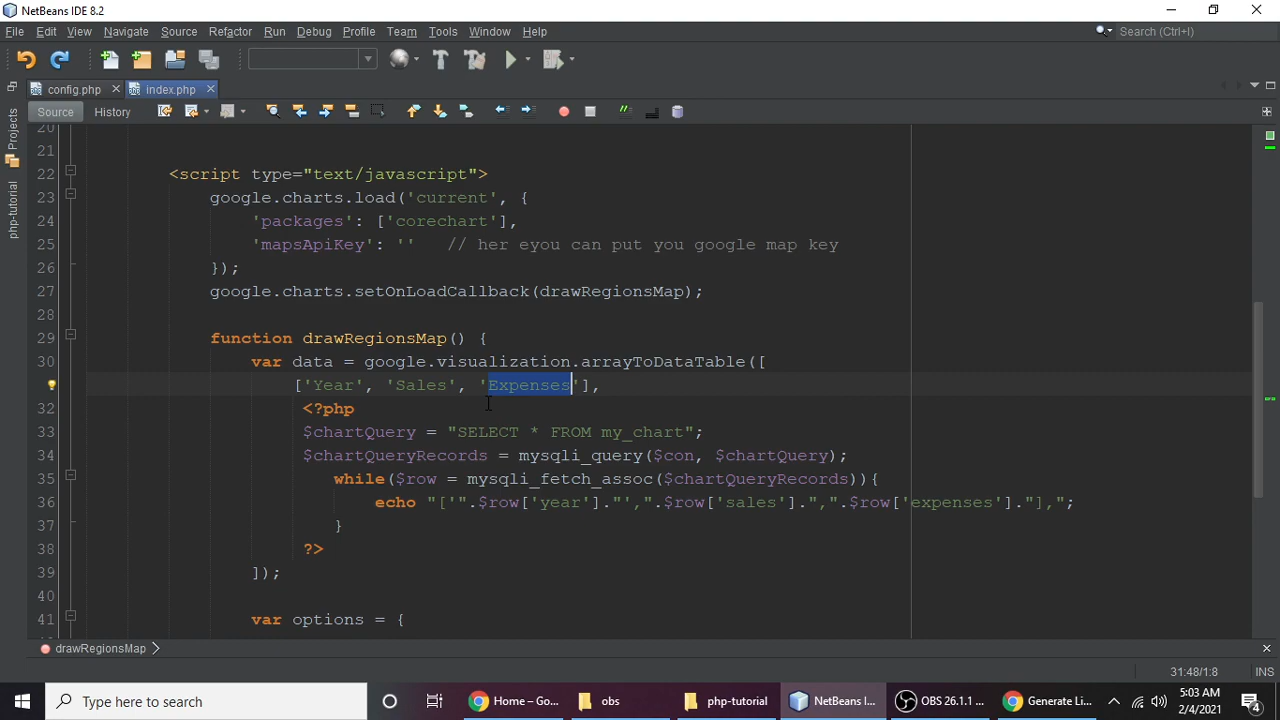 NetBeans IDE 8.2
File Edit View Navigate Source Refactor Run Debug Profile Team Tools Window Help
Search (Ctrl+I)
config.php index.php
Source History
Projects
php-tutorial
20
21
22 <script type="text/javascript">
23 google.charts.load('current', {
24 'packages': ['corechart'],
25 'mapsApiKey': '' // her eyou can put you google map key
26 });
27 google.charts.setOnLoadCallback(drawRegionsMap);
28
29 function drawRegionsMap() {
30 var data = google.visualization.arrayToDataTable([
['Year', 'Sales', 'Expenses'],
32 <?php
33 $chartQuery = "SELECT * FROM my_chart";
34 $chartQueryRecords = mysqli_query($con, $chartQuery);
35 while($row = mysqli_fetch_assoc($chartQueryRecords)){
36 echo "['".$row['year']."',".$row['sales'].",".$row['expenses']."],";
37 }
38 ?>
39 ]);
40
41 var options = {
drawRegionsMap
31:48/1:8 INS
Type here to search
Home – Go... obs php-tutorial NetBeans I... OBS 26.1.1 ... Generate Li...
5:03 AM
2/4/2021
4